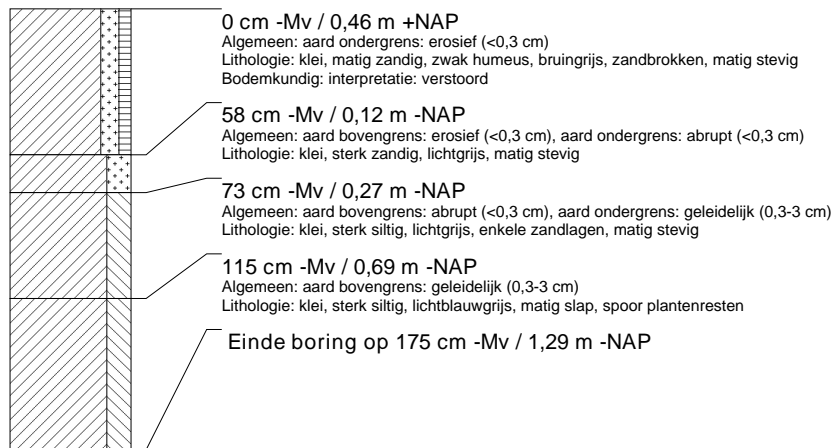 0 cm -Mv / 0,46 m +NAP
Algemeen: aard ondergrens: erosief (<0,3 cm)
Lithologie: klei, matig zandig, zwak humeus, bruingrijs, zandbrokken, matig stevig
Bodemkundig: interpretatie: verstoord
58 cm -Mv / 0,12 m -NAP
Algemeen: aard bovengrens: erosief (<0,3 cm), aard ondergrens: abrupt (<0,3 cm)
Lithologie: klei, sterk zandig, lichtgrijs, matig stevig
73 cm -Mv / 0,27 m -NAP
Algemeen: aard bovengrens: abrupt (<0,3 cm), aard ondergrens: geleidelijk (0,3-3 cm)
Lithologie: klei, sterk siltig, lichtgrijs, enkele zandlagen, matig stevig
115 cm -Mv / 0,69 m -NAP
Algemeen: aard bovengrens: geleidelijk (0,3-3 cm)
Lithologie: klei, sterk siltig, lichtblauwgrijs, matig slap, spoor plantenresten
Einde boring op 175 cm -Mv / 1,29 m -NAP